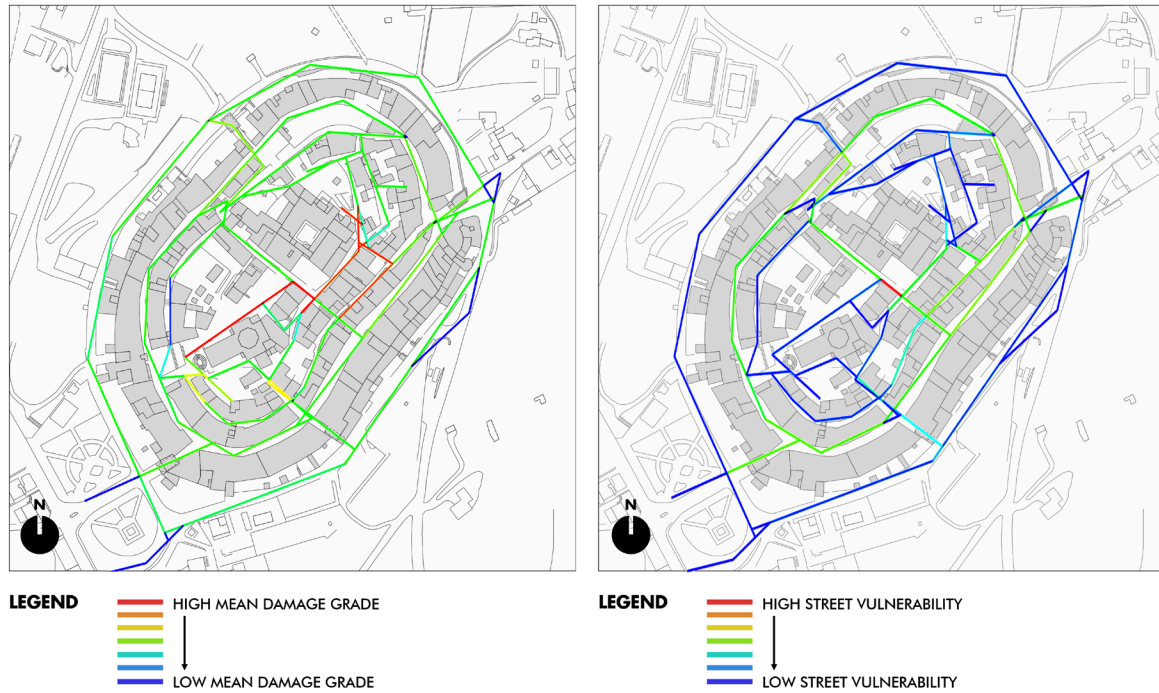 N
N
LEGEND
HIGH MEAN DAMAGE GRADE
LOW MEAN DAMAGE GRADE
LEGEND
HIGH STREET VULNERABILITY
LOW STREET VULNERABILITY